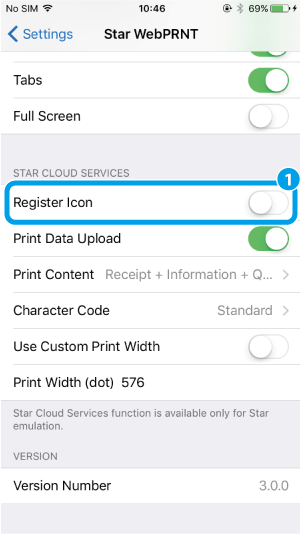 No SIM 10:46 69%
Settings Star WebPRNT
Tabs
Full Screen
STAR CLOUD SERVICES
1
Register Icon
Print Data Upload
Print Content Receipt + Information + Q...
Character Code Standard
Use Custom Print Width
Print Width (dot) 576
Star Cloud Services function is available only for Star
emulation.
VERSION
Version Number 3.0.0